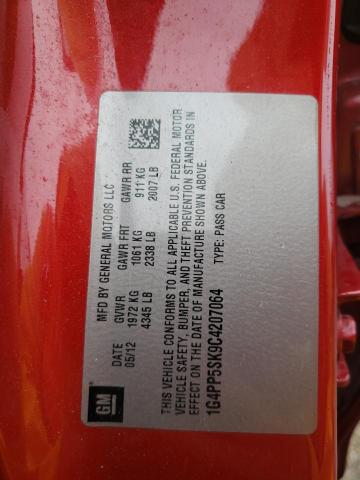 GM
MFD BY GENERAL MOTORS LLC
DATE GVWR GAWR FRT GAWR RR
05/12 1972 KG 1061 KG 911 KG
4345 LB 2338 LB 2007 LB
THIS VEHICLE CONFORMS TO ALL APPLICABLE U.S. FEDERAL MOTOR
VEHICLE SAFETY, BUMPER, AND THEFT PREVENTION STANDARDS IN
EFFECT ON THE DATE OF MANUFACTURE SHOWN ABOVE.
1G4PP5SK9C4207064 TYPE: PASS CAR